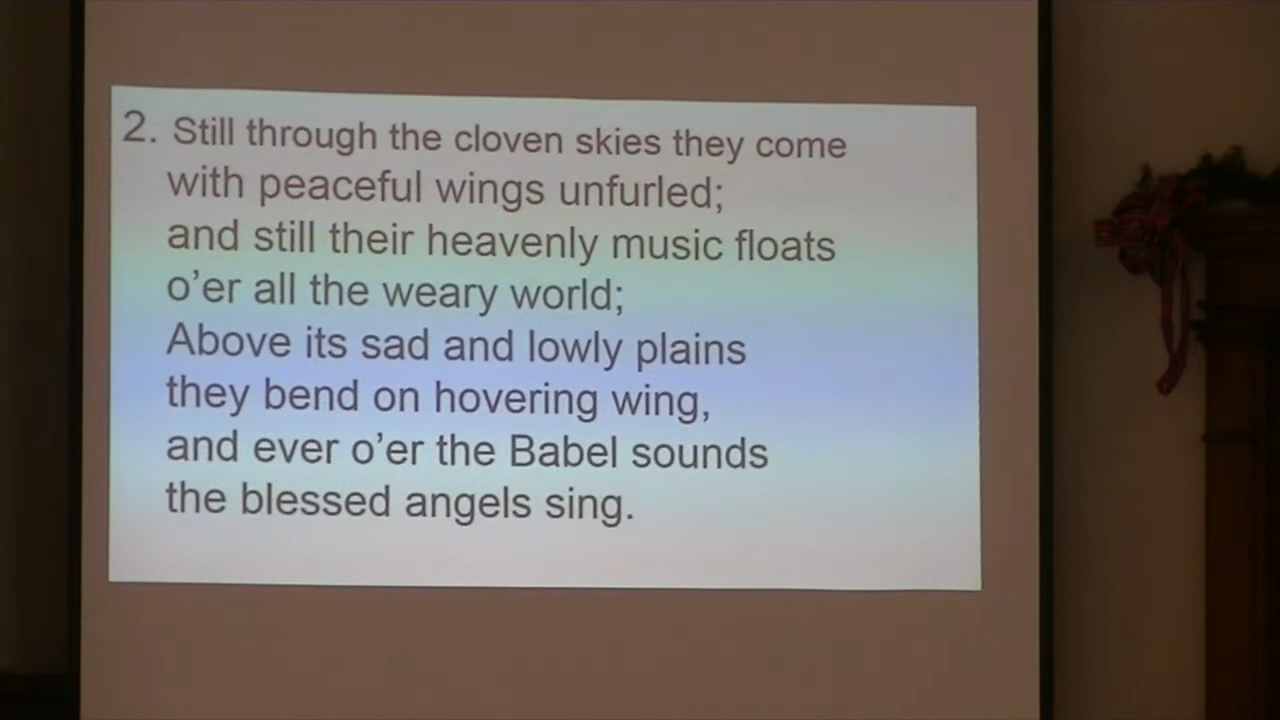 2. Still through the cloven skies they come
with peaceful wings unfurled;
and still their heavenly music floats
o’er all the weary world;
Above its sad and lowly plains
they bend on hovering wing,
and ever o’er the Babel sounds
the blessed angels sing.